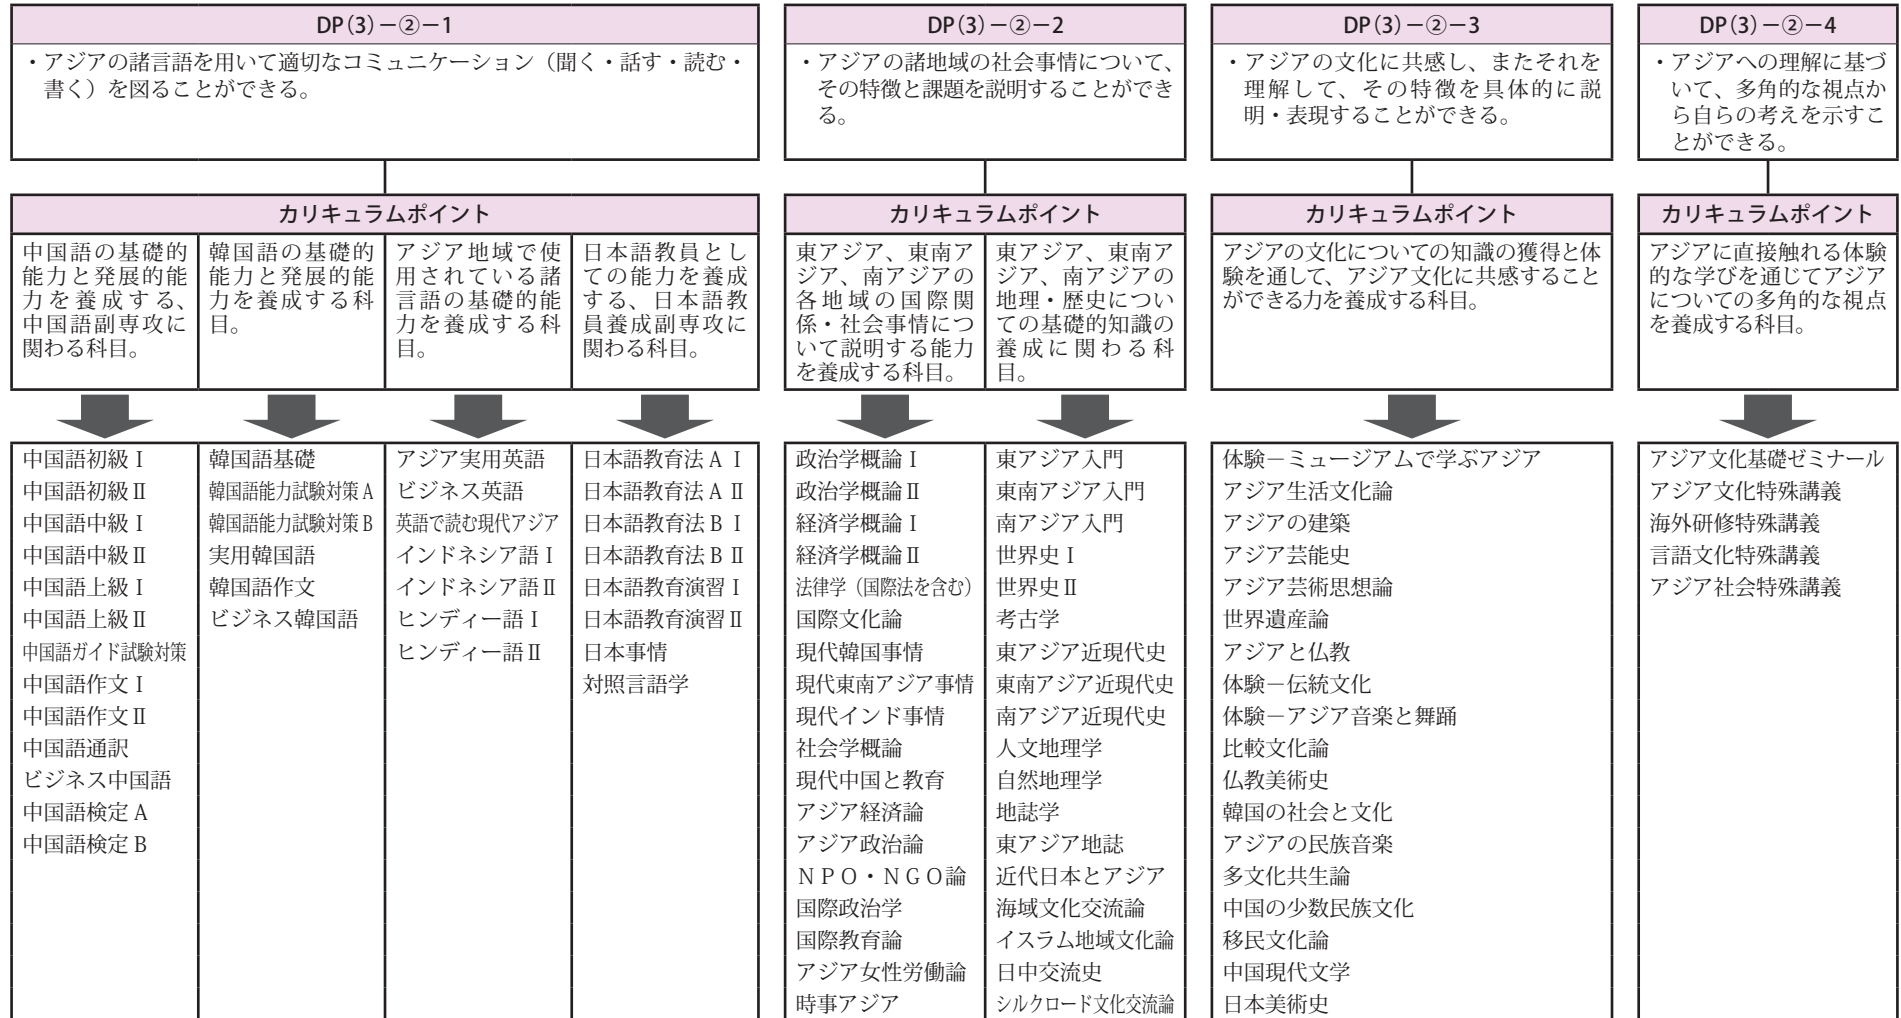 DP(3)－②－1
・アジアの諸言語を用いて適切なコミュニケーション（聞く・話す・読む・
書く）を図ることができる。
カリキュラムポイント
中国語の基礎的
能力と発展的能
力を養成する、
中国語副専攻に
関わる科目。
韓国語の基礎的
能力と発展的能
力を養成する科
目。
アジア地域で使
用されている諸
言語の基礎的能
力を養成する科
目。
日本語教員とし
ての能力を養成
する、日本語教
員養成副専攻に
関わる科目。
中国語初級Ⅰ
中国語初級Ⅱ
中国語中級Ⅰ
中国語中級Ⅱ
中国語上級Ⅰ
中国語上級Ⅱ
中国語ガイド試験対策
中国語作文Ⅰ
中国語作文Ⅱ
中国語通訳
ビジネス中国語
中国語検定 A
中国語検定 B
韓国語基礎
韓国語能力試験対策 A
韓国語能力試験対策 B
実用韓国語
韓国語作文
ビジネス韓国語
アジア実用英語
ビジネス英語
英語で読む現代アジア
インドネシア語Ⅰ
インドネシア語Ⅱ
ヒンディー語Ⅰ
ヒンディー語Ⅱ
日本語教育法 A Ⅰ
日本語教育法 A Ⅱ
日本語教育法 B Ⅰ
日本語教育法 B Ⅱ
日本語教育演習Ⅰ
日本語教育演習Ⅱ
日本事情
対照言語学
DP(3)－②－2
・アジアの諸地域の社会事情について、
その特徴と課題を説明することができ
る。
カリキュラムポイント
東アジア、東南ア
ジア、南アジアの
各地域の国際関
係・社会事情につ
いて説明する能力
を養成する科目。
東アジア、東南ア
ジア、南アジアの
地理・歴史につい
ての基礎的知識の
養成に関わる科
目。
政治学概論Ⅰ
政治学概論Ⅱ
経済学概論Ⅰ
経済学概論Ⅱ
法律学（国際法を含む）
国際文化論
現代韓国事情
現代東南アジア事情
現代インド事情
社会学概論
現代中国と教育
アジア経済論
アジア政治論
ＮＰＯ・ＮＧＯ論
国際政治学
国際教育論
アジア女性労働論
時事アジア
東アジア入門
東南アジア入門
南アジア入門
世界史Ⅰ
世界史Ⅱ
考古学
東アジア近現代史
東南アジア近現代史
南アジア近現代史
人文地理学
自然地理学
地誌学
東アジア地誌
近代日本とアジア
海域文化交流論
イスラム地域文化論
日中交流史
シルクロード文化交流論
DP(3)－②－3
・アジアの文化に共感し、またそれを
理解して、その特徴を具体的に説
明・表現することができる。
カリキュラムポイント
アジアの文化についての知識の獲得と体
験を通して、アジア文化に共感すること
ができる力を養成する科目。
体験－ミュージアムで学ぶアジア
アジア生活文化論
アジアの建築
アジア芸能史
アジア芸術思想論
世界遺産論
アジアと仏教
体験－伝統文化
体験－アジア音楽と舞踊
比較文化論
仏教美術史
韓国の社会と文化
アジアの民族音楽
多文化共生論
中国の少数民族文化
移民文化論
中国現代文学
日本美術史
DP(3)－②－4
・アジアへの理解に基づ
いて、多角的な視点か
ら自らの考えを示すこ
とができる。
カリキュラムポイント
アジアに直接触れる体験
的な学びを通じてアジア
についての多角的な視点
を養成する科目。
アジア文化基礎ゼミナール
アジア文化特殊講義
海外研修特殊講義
言語文化特殊講義
アジア社会特殊講義